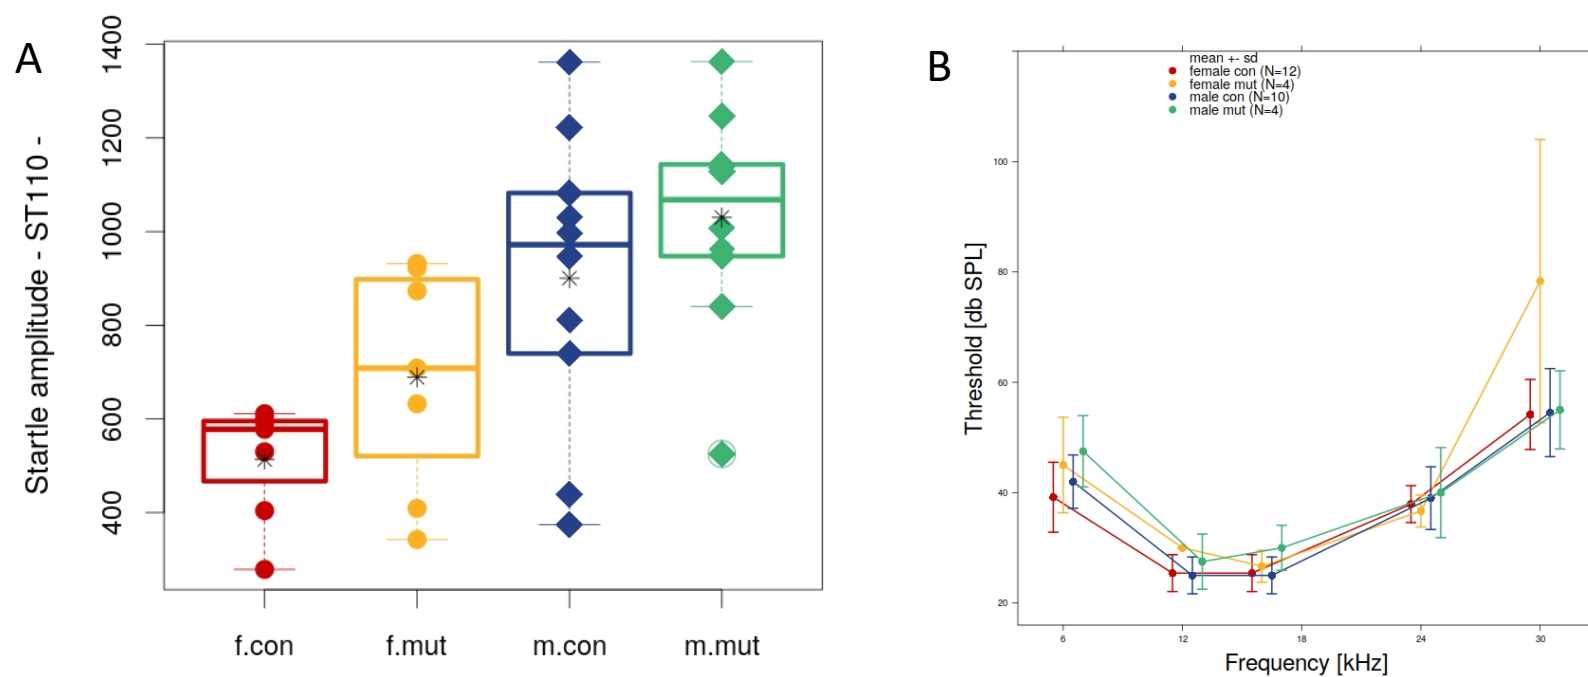 A
Startle amplitude - ST110 -
1400
1200
1000
800
600
400
f.con
f.mut
m.con
m.mut
B
mean +- sd
female con (N=12)
female mut (N=4)
male con (N=10)
male mut (N=4)
Threshold [db SPL]
100
80
60
40
20
6
12
18
24
30
Frequency [kHz]